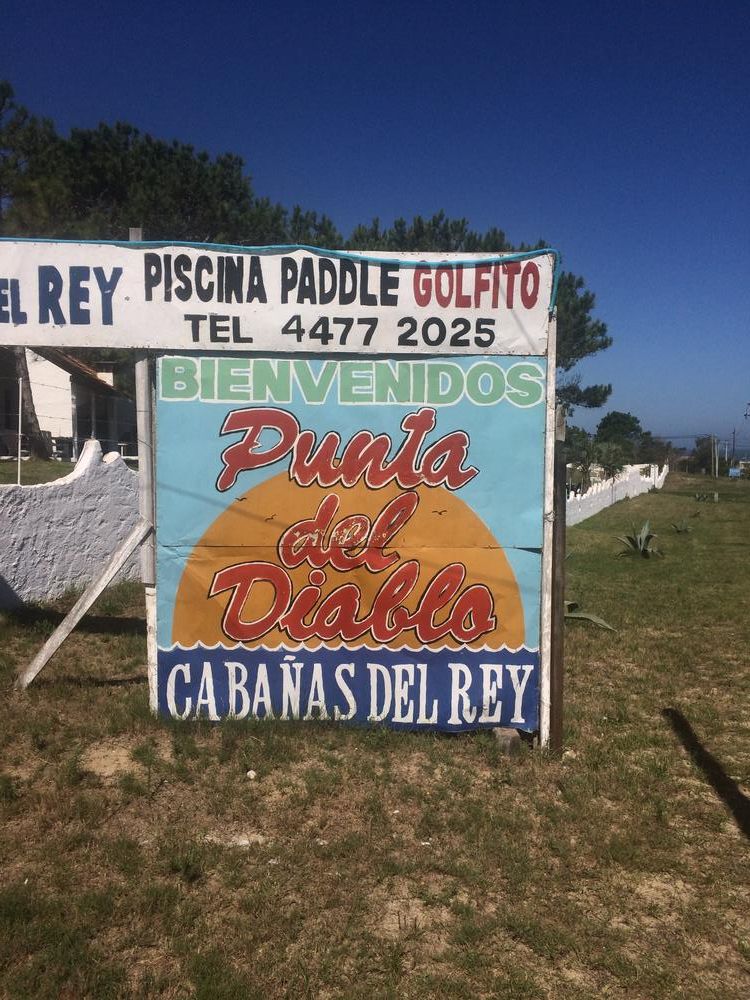 EL REY PISCINA PADDLE GOLFITO
TEL 4477 2025
BIENVENIDOS
Punta
del
Diablo
CABAÑAS DEL REY